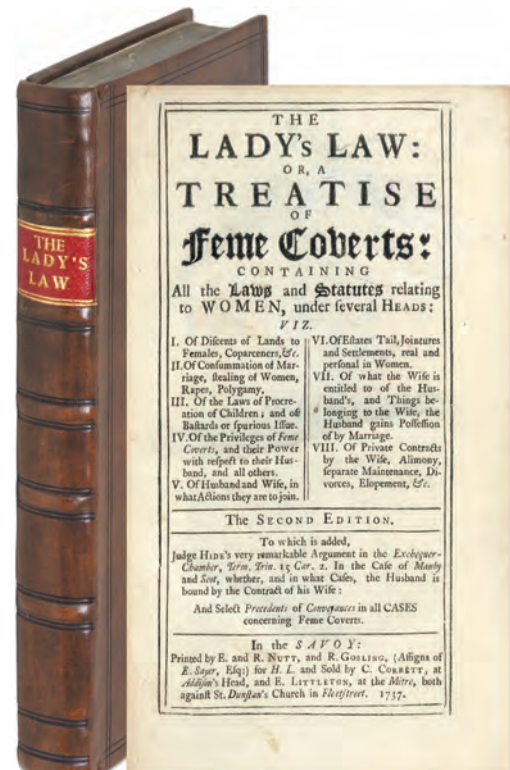 THE
LADY'S
LAW
THE
LADY's LAW:
OR, A
TREATISE
OF
Feme Coverts:
CONTAINING
All the Laws and Statutes relating
to WOMEN, under ſeveral HEADS:
VIZ.
I. Of Diſcents of Lands to
Females, Coparceners, &c.
II. Of Conſummation of Mar-
riage, ſtealing of Women,
Rapes, Polygamy.
III. Of the Laws of Procre-
ation of Children; and of
Baſtards or ſpurious Iſſue.
IV. Of the Privileges of Feme
Coverts, and their Power
with reſpect to their Huſ-
band, and all others.
V. Of Husband and Wife, in
what Actions they are to join.
VI. Of Eſtates Tail, Jointures
and Settlements, real and
perſonal in Women.
VII. Of what the Wife is
entitled to of the Huſ-
band's, and Things be-
longing to the Wife, the
Husband gains Poſſeſſion
of by Marriage.
VIII. Of Private Contracts
by the Wife, Alimony,
ſeparate Maintenance, Di-
vorces, Elopement, &c.
The SECOND EDITION.
To which is added,
Judge HIDE's very remarkable Argument in the Exchequer-
Chamber, Term. Trin. 15 Car. 2. In the Caſe of Manby
and Scot, whether, and in what Caſes, the Husband is
bound by the Contract of his Wife:
And Select Precedents of Conveyances in all CASES
concerning Feme Coverts.
In the SAVOY:
Printed by E. and R. NUTT, and R. GOSLING, (Aſſigns of
E. Sayer, Eſq;) for H. L. and Sold by C. CORBETT, at
Addiſon's Head, and E. LITTLETON, at the Mitre, both
againſt St. Dunſtan's Church in Fleetſtreet. 1737.